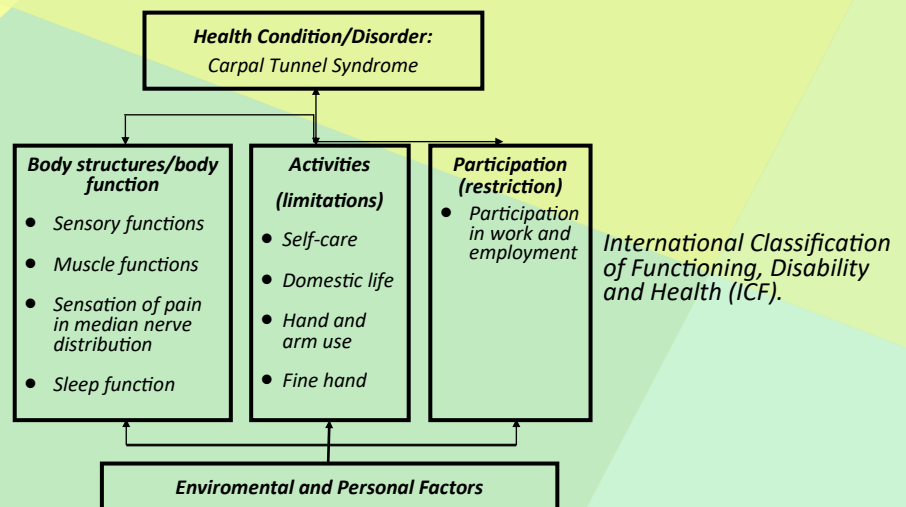 Health Condition/Disorder:
Carpal Tunnel Syndrome
Body structures/body
function
● Sensory functions
● Muscle functions
● Sensation of pain
in median nerve
distribution
● Sleep function
Activities
(limitations)
● Self-care
● Domestic life
● Hand and
arm use
● Fine hand
Participation
(restriction)
● Participation
in work and
employment
International Classification
of Functioning, Disability
and Health (ICF).
Enviromental and Personal Factors